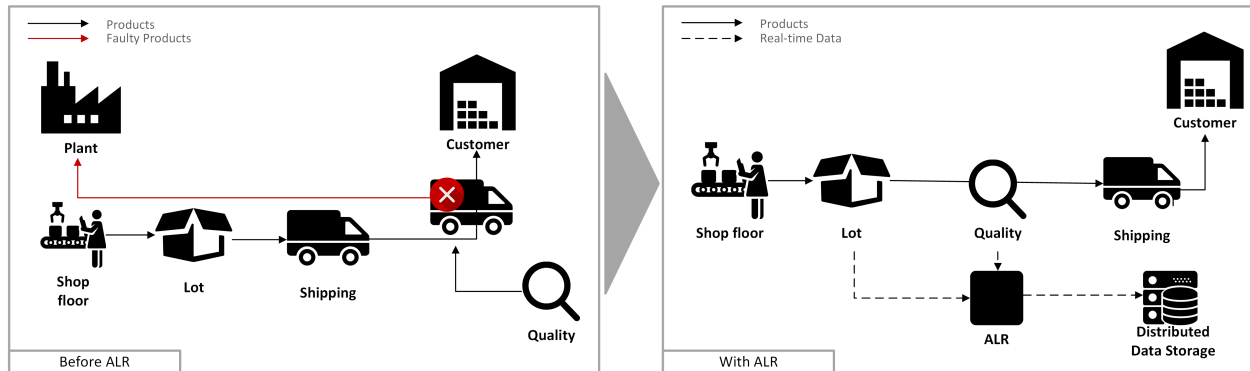 Products
Faulty Products
Plant
Customer
Shop
floor
Lot
Shipping
Quality
Before ALR
Products
Real-time Data
Customer
Shop floor
Lot
Quality
Shipping
ALR
Distributed
Data Storage
With ALR